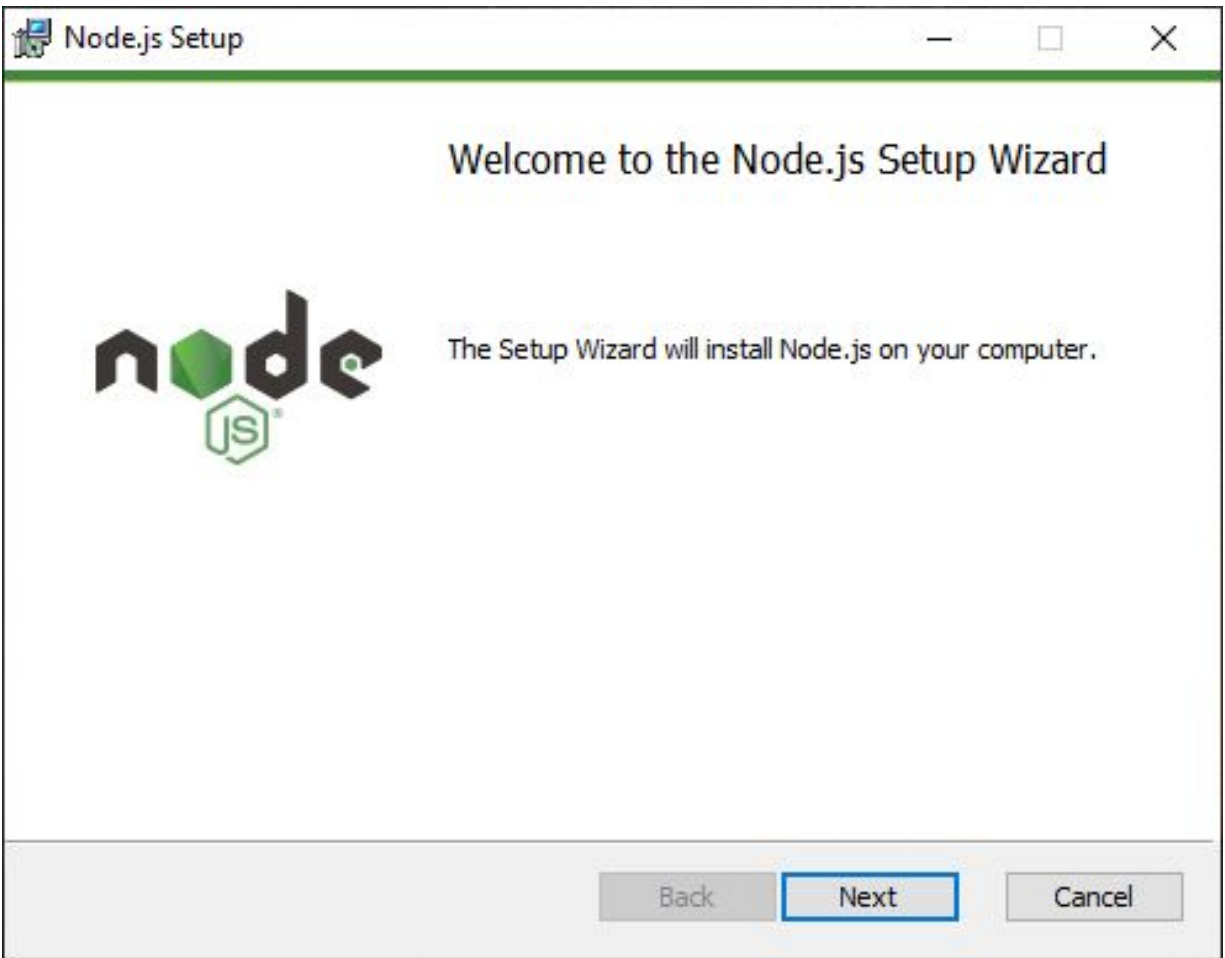 Node.js Setup
Welcome to the Node.js Setup Wizard
node
JS®
The Setup Wizard will install Node.js on your computer.
Back
Next
Cancel